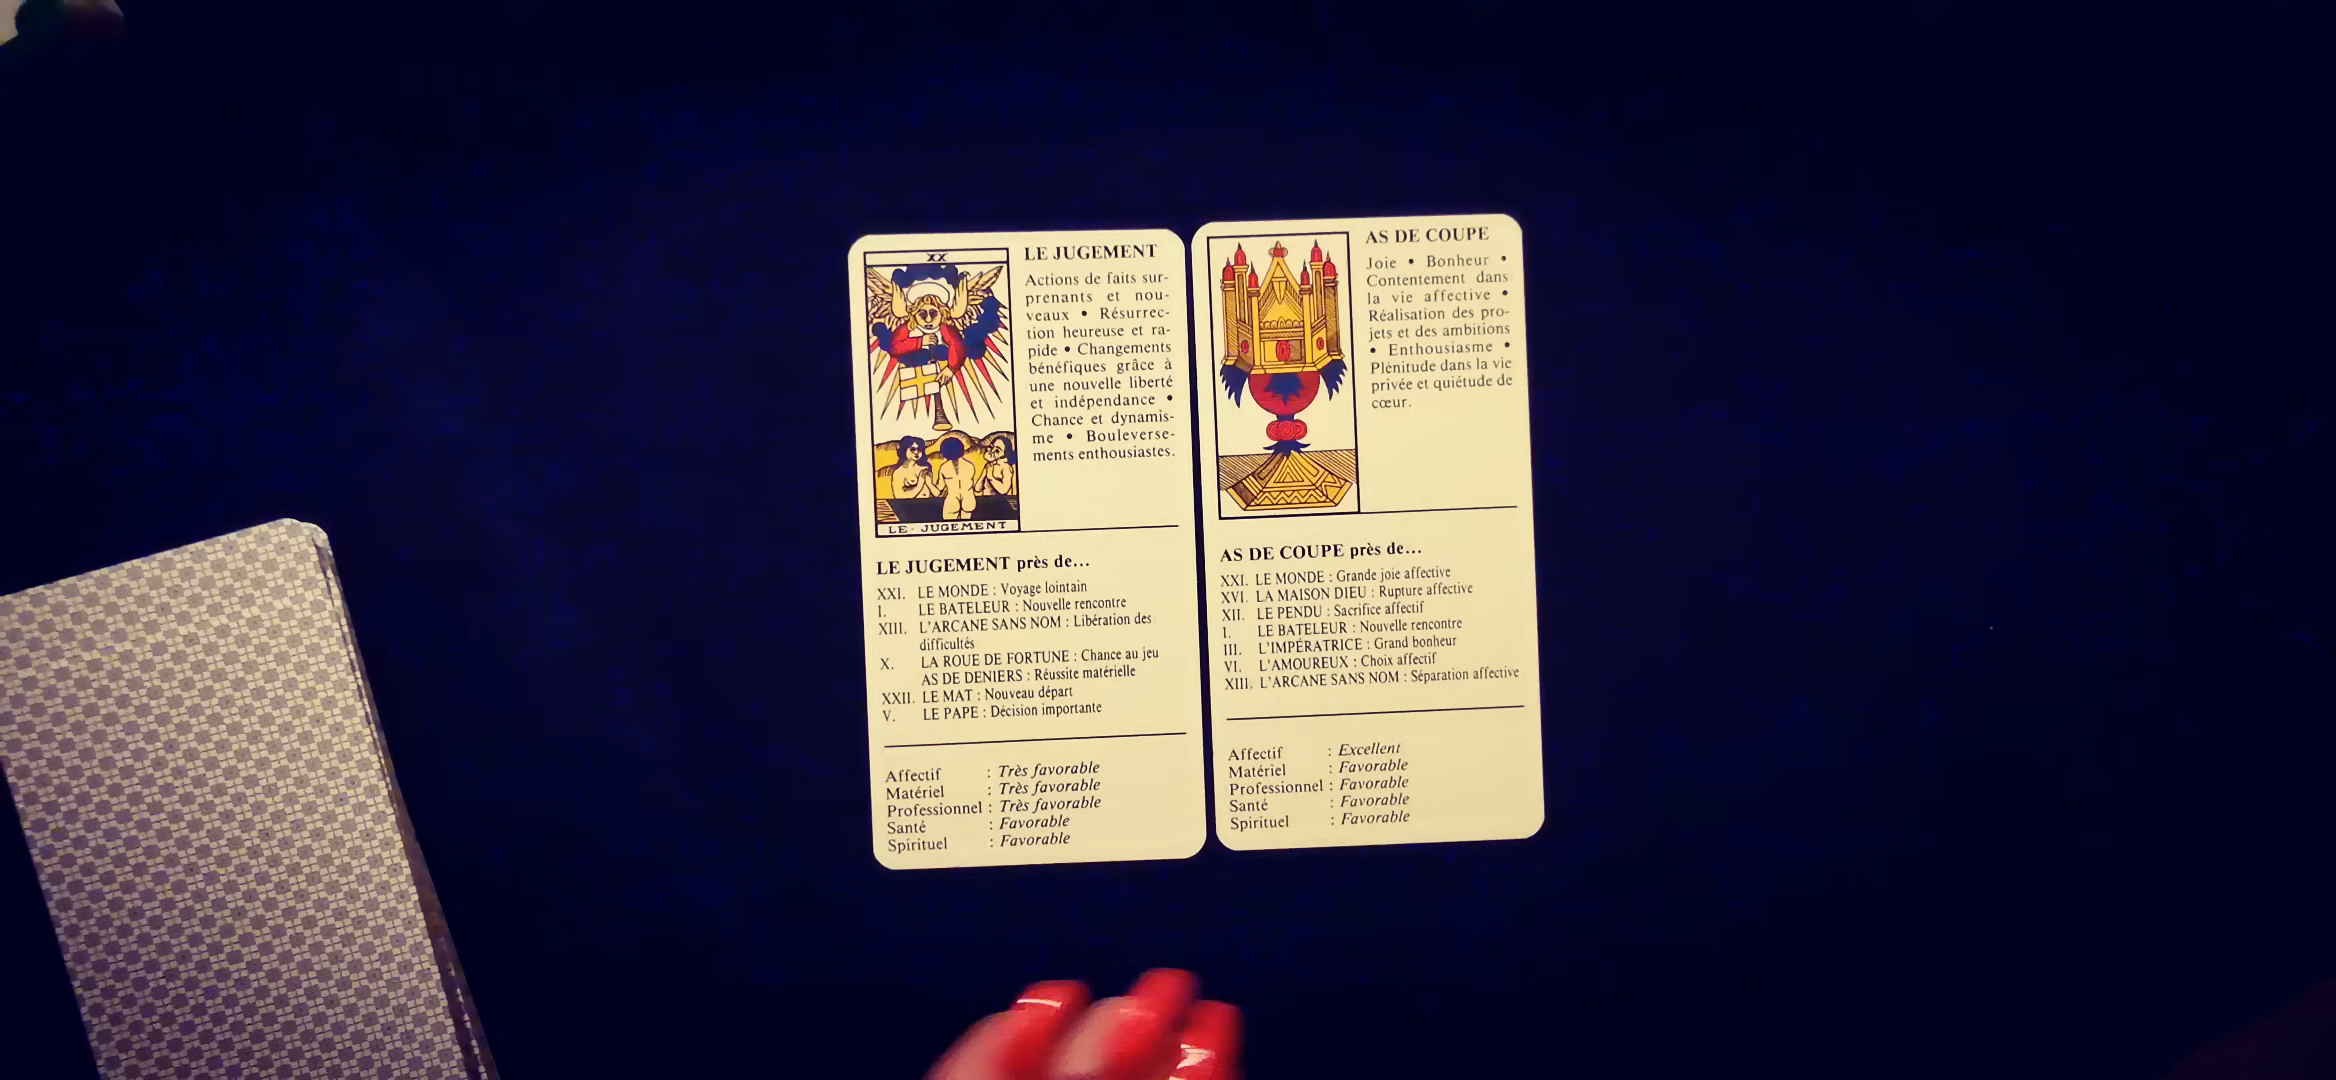 XX
LE JUGEMENT
Actions de faits sur-
prenants et nou-
veaux • Résurrec-
tion heureuse et ra-
pide • Changements
bénéfiques grâce à
une nouvelle liberté
et indépendance •
Chance et dynamis-
me • Bouleverse-
ments enthousiastes.
LE · JUGEMENT
LE JUGEMENT près de...
XXI. LE MONDE : Voyage lointain
I. LE BATELEUR : Nouvelle rencontre
XIII. L'ARCANE SANS NOM : Libération des
difficultés
X. LA ROUE DE FORTUNE : Chance au jeu
AS DE DENIERS : Réussite matérielle
XXII. LE MAT : Nouveau départ
V. LE PAPE : Décision importante
Affectif : Très favorable
Matériel : Très favorable
Professionnel : Très favorable
Santé : Favorable
Spirituel : Favorable
AS DE COUPE
Joie • Bonheur •
Contentement dans
la vie affective •
Réalisation des pro-
jets et des ambitions
• Enthousiasme •
Plénitude dans la vie
privée et quiétude de
cœur.
AS DE COUPE près de...
XXI. LE MONDE : Grande joie affective
XVI. LA MAISON DIEU : Rupture affective
XII. LE PENDU : Sacrifice affectif
I. LE BATELEUR : Nouvelle rencontre
III. L'IMPÉRATRICE : Grand bonheur
VI. L'AMOUREUX : Choix affectif
XIII. L'ARCANE SANS NOM : Séparation affective
Affectif : Excellent
Matériel : Favorable
Professionnel : Favorable
Santé : Favorable
Spirituel : Favorable